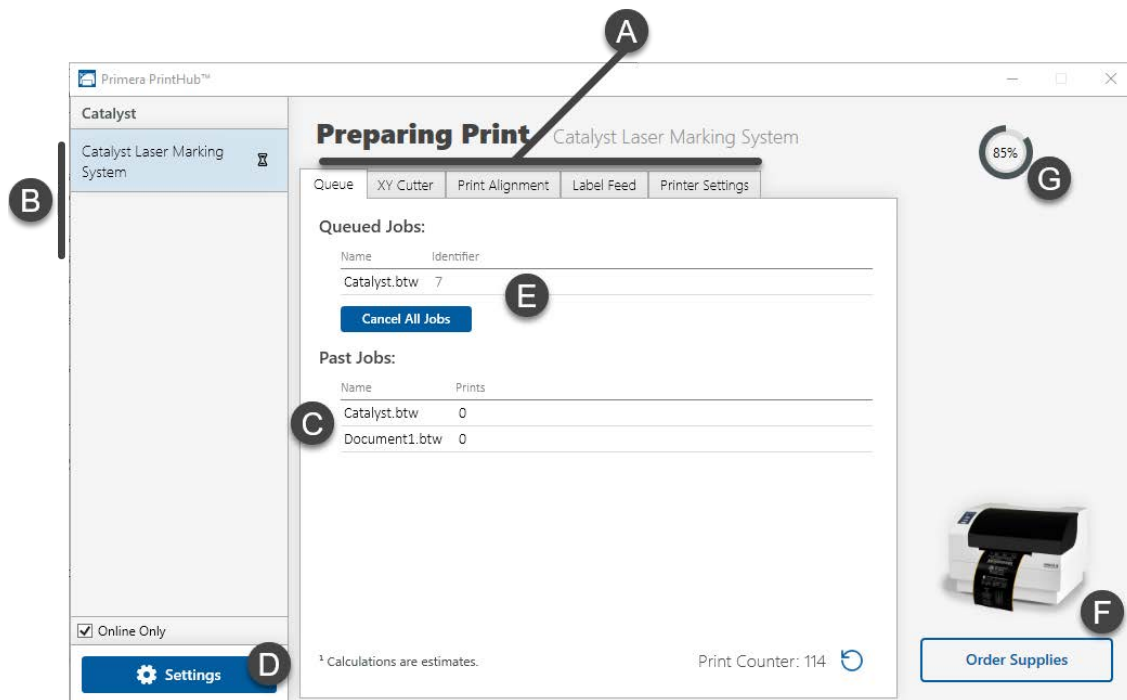 A
Primera PrintHub™
Catalyst
Catalyst Laser Marking
System
B
Preparing Print Catalyst Laser Marking System
85%
G
Queue XY Cutter Print Alignment Label Feed Printer Settings
Queued Jobs:
Name Identifier
Catalyst.btw 7
E
Cancel All Jobs
Past Jobs:
Name Prints
C
Catalyst.btw 0
Document1.btw 0
F
Online Only
Settings
D
¹ Calculations are estimates.
Print Counter: 114
Order Supplies